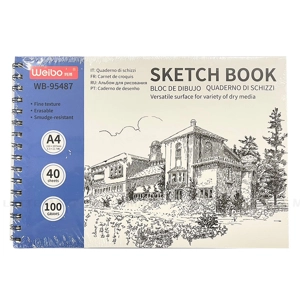 Weibo
WB-95487
• Fine texture
• Erasable
• Smudge-resistant
A4
40
sheets
100
GRAMS
IT: Quaderno di schizzi
FR: Carnet de croquis
RU: Альбом для рисования
PT: Caderno de desenho
SKETCH BOOK
BLOC DE DIBUJO QUADERNO DI SCHIZZI
Versatile surface for variety of dry media